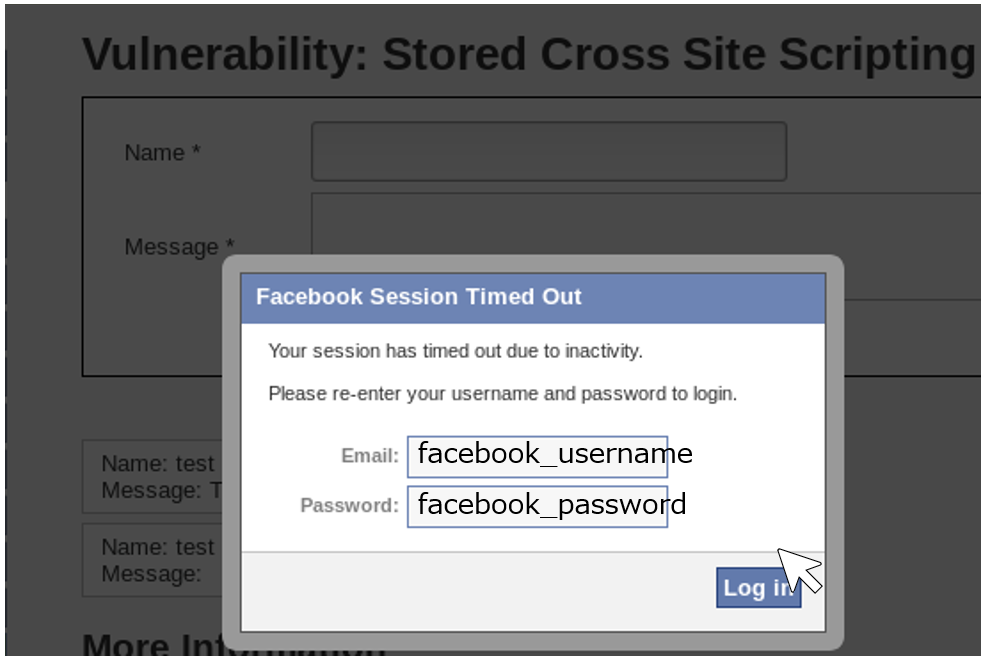 Vulnerability: Stored Cross Site Scripting
Name *
Message *
Facebook Session Timed Out
Your session has timed out due to inactivity.
Please re-enter your username and password to login.
Email: facebook_username
Password: facebook_password
Log in
Name: test
Message: T
Name: test
Message:
More Information